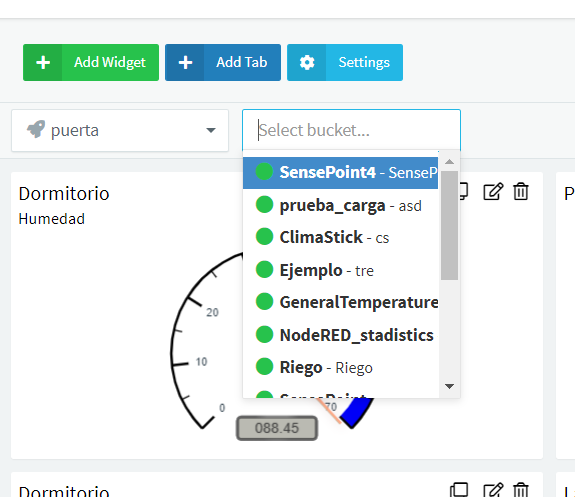 Add Widget
Add Tab
Settings
puerta
Select bucket...
SensePoint4 - SenseP
prueba_carga - asd
ClimaStick - cs
Ejemplo - tre
GeneralTemperature
NodeRED_stadistics
Riego - Riego
SensePoint
Dormitorio
Humedad
P
20
10
0
70
088.45
Dormitorio